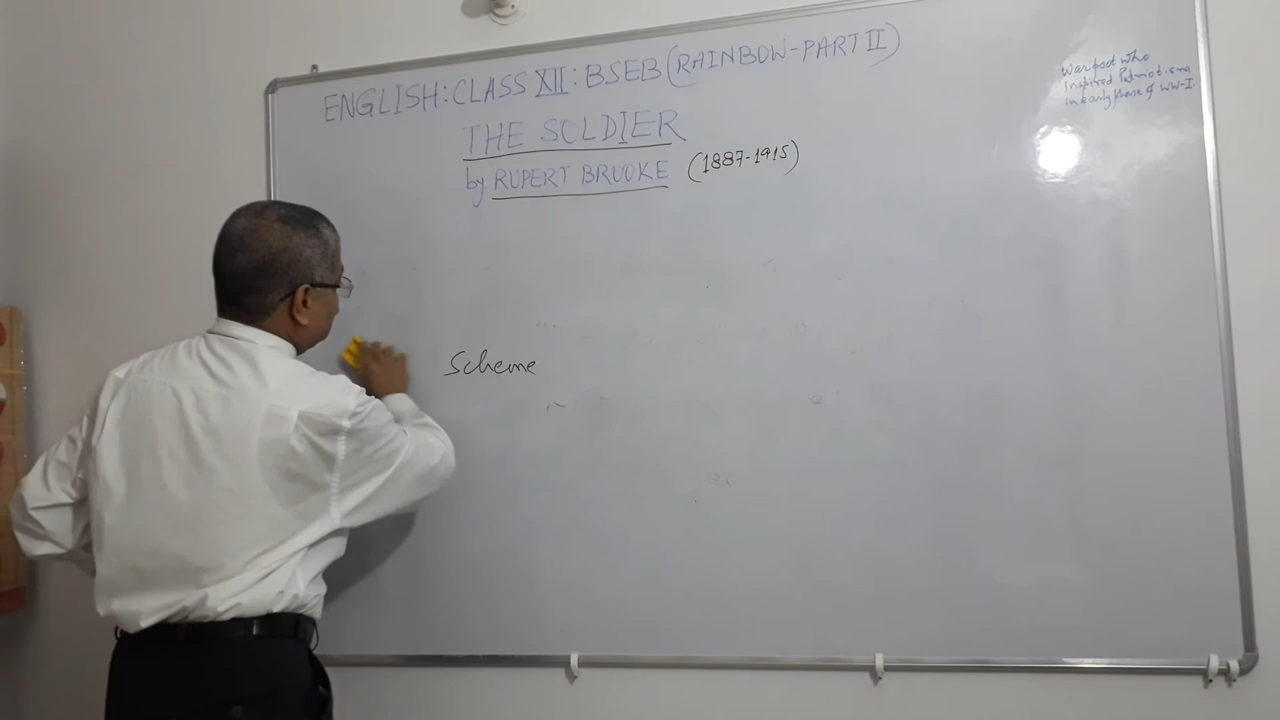 ENGLISH: CLASS XII: BSEB (RAINBOW-PART II)
THE SOLDIER
by RUPERT BROOKE (1887-1915)
War poet who
Inspired Patriotism
in early phase of WW-I.
Scheme